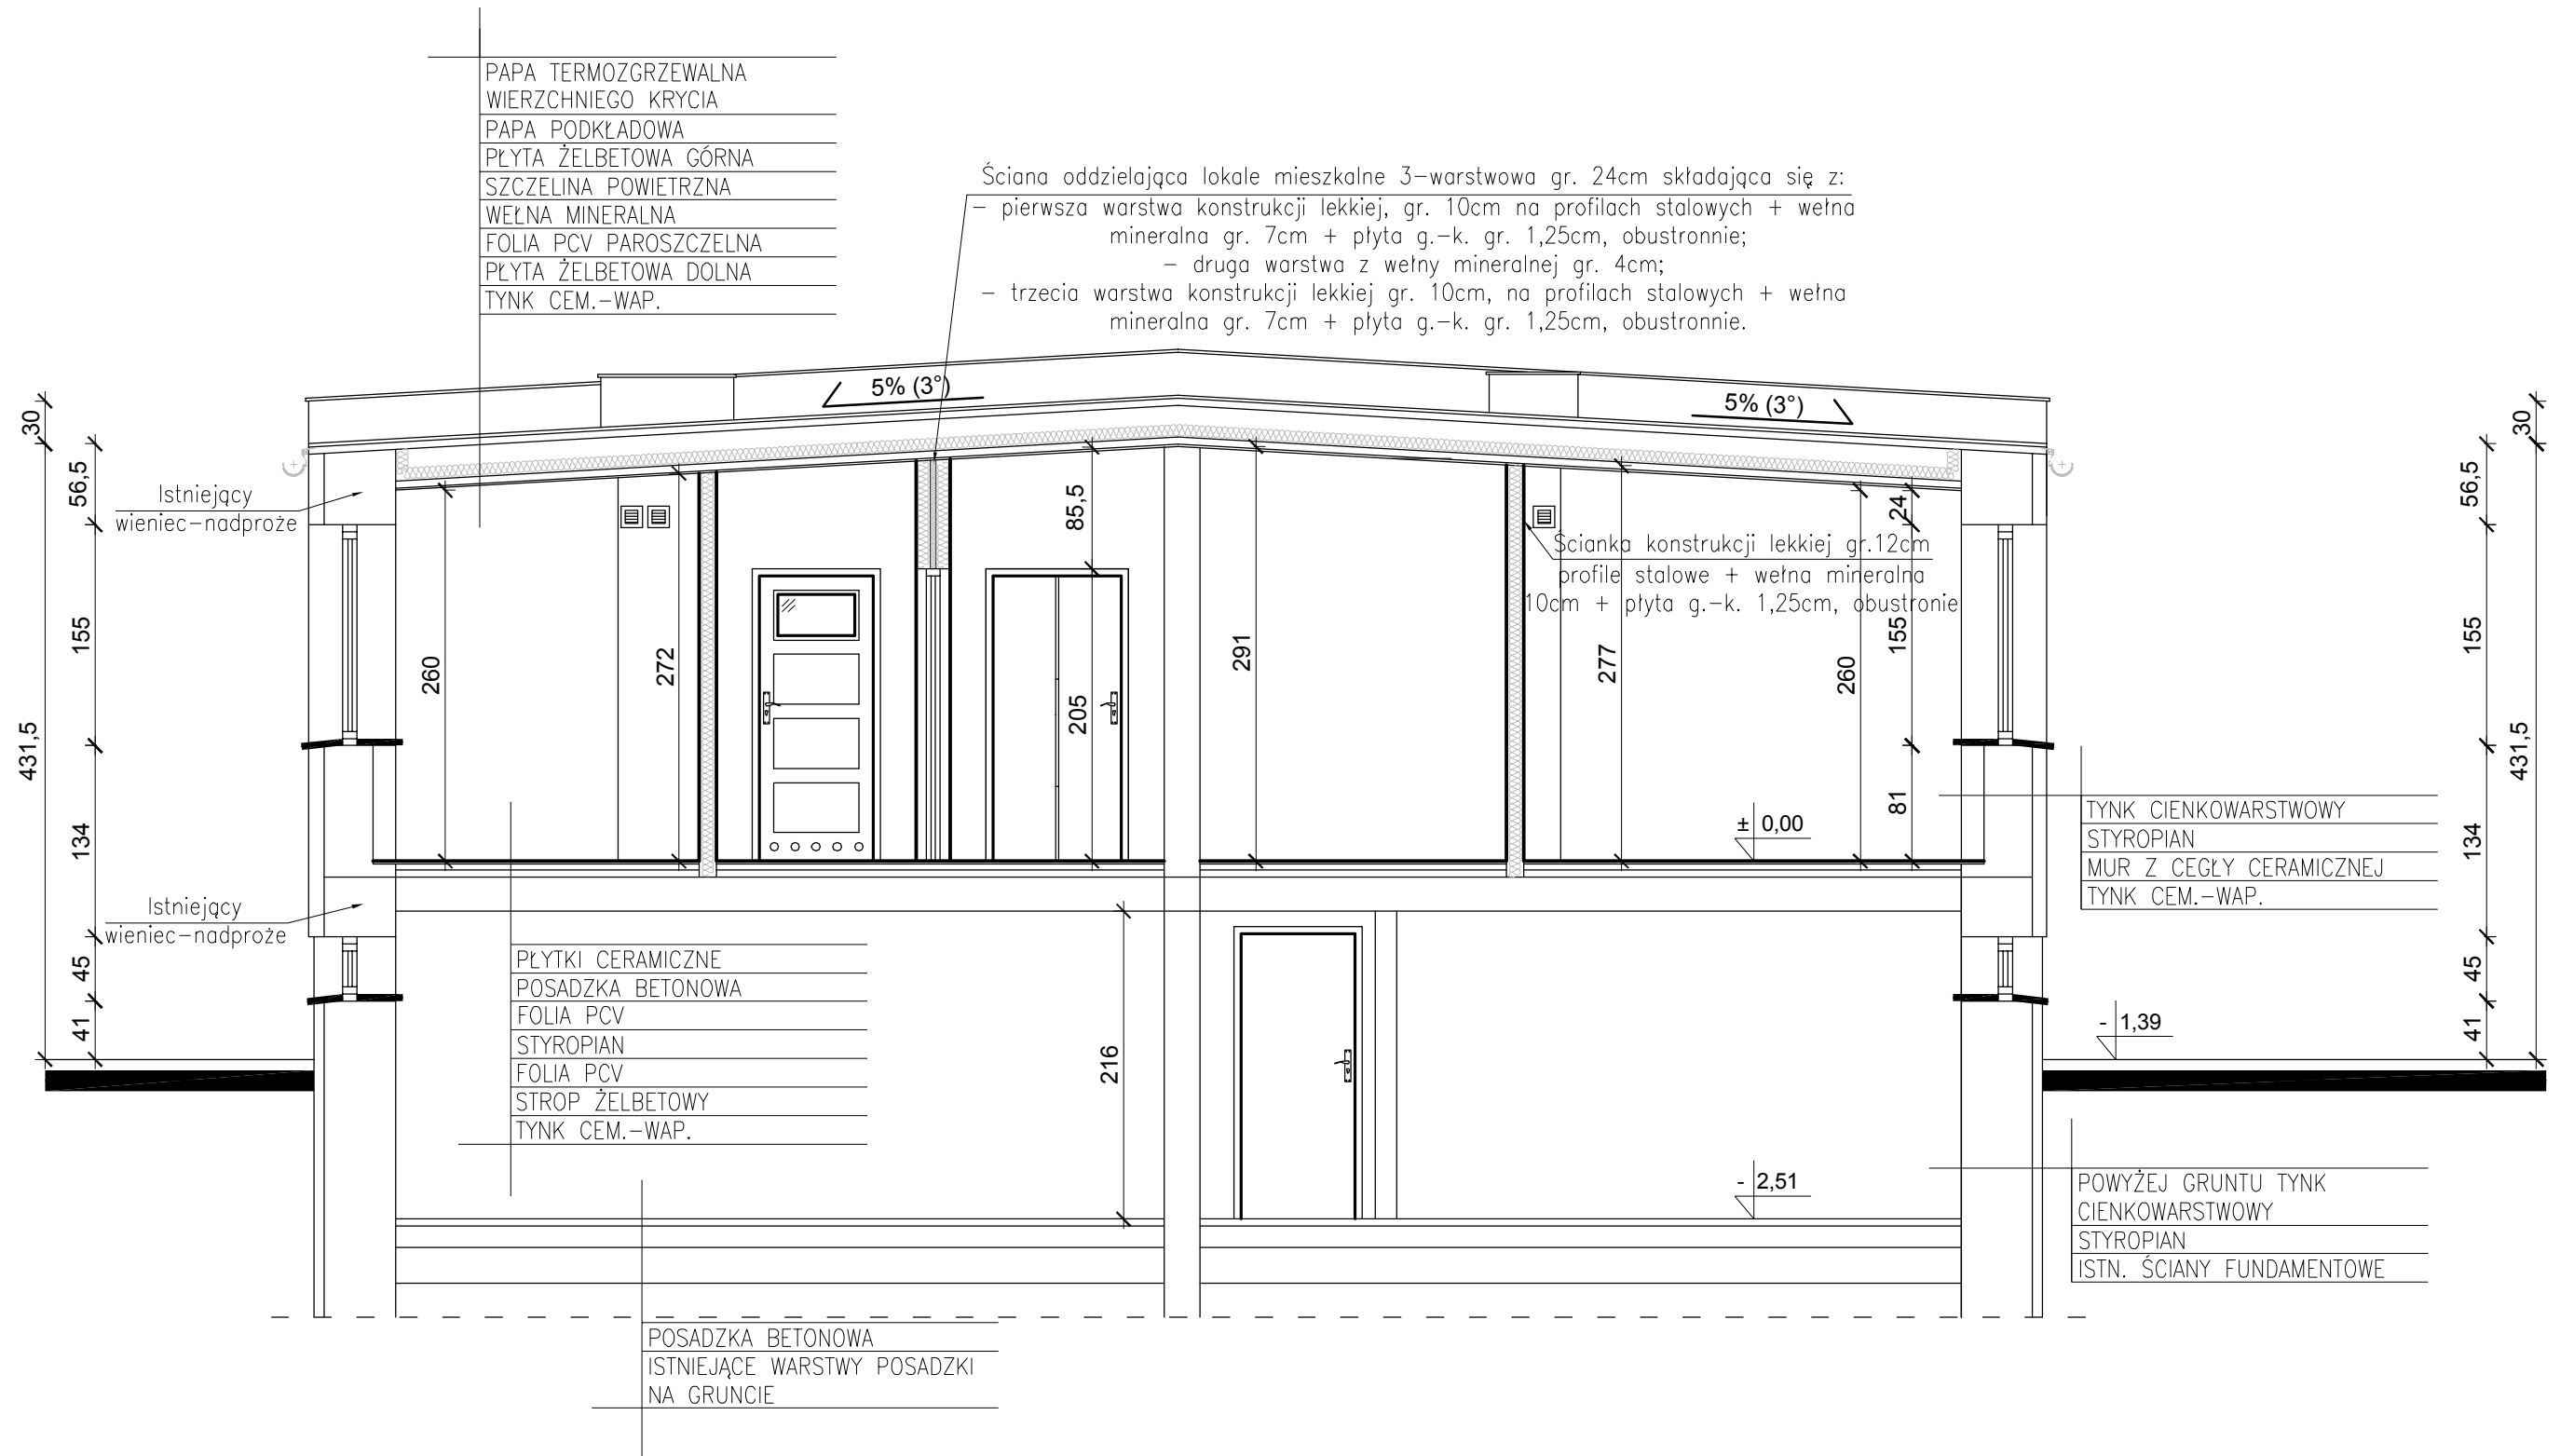 PAPA TERMOZGRZEWALNA
WIERZCHNIEGO KRYCIA
PAPA PODKŁADOWA
PŁYTA ŻELBETOWA GÓRNA
SZCZELINA POWIETRZNA
WEŁNA MINERALNA
FOLIA PCV PAROSZCZELNA
PŁYTA ŻELBETOWA DOLNA
TYNK CEM.-WAP.
Ściana oddzielająca lokale mieszkalne 3-warstwowa gr. 24cm składająca się z:
- pierwsza warstwa konstrukcji lekkiej, gr. 10cm na profilach stalowych + wełna
mineralna gr. 7cm + płyta g.-k. gr. 1,25cm, obustronnie;
- druga warstwa z wełny mineralnej gr. 4cm;
- trzecia warstwa konstrukcji lekkiej gr. 10cm, na profilach stalowych + wełna
mineralna gr. 7cm + płyta g.-k. gr. 1,25cm, obustronnie.
5% (3°)
5% (3°)
30
431,5
56,5
155
134
45
41
Istniejący
wieniec-nadproże
Istniejący
wieniec-nadproże
260
272
85,5
205
291
277
260
24
155
81
Ścianka konstrukcji lekkiej gr.12cm
profile stalowe + wełna mineralna
10cm + płyta g.-k. 1,25cm, obustronie
± 0,00
30
431,5
56,5
155
134
45
41
TYNK CIENKOWARSTWOWY
STYROPIAN
MUR Z CEGŁY CERAMICZNEJ
TYNK CEM.-WAP.
PŁYTKI CERAMICZNE
POSADZKA BETONOWA
FOLIA PCV
STYROPIAN
FOLIA PCV
STROP ŻELBETOWY
TYNK CEM.-WAP.
216
- 1,39
- 2,51
POWYŻEJ GRUNTU TYNK
CIENKOWARSTWOWY
STYROPIAN
ISTN. ŚCIANY FUNDAMENTOWE
POSADZKA BETONOWA
ISTNIEJĄCE WARSTWY POSADZKI
NA GRUNCIE